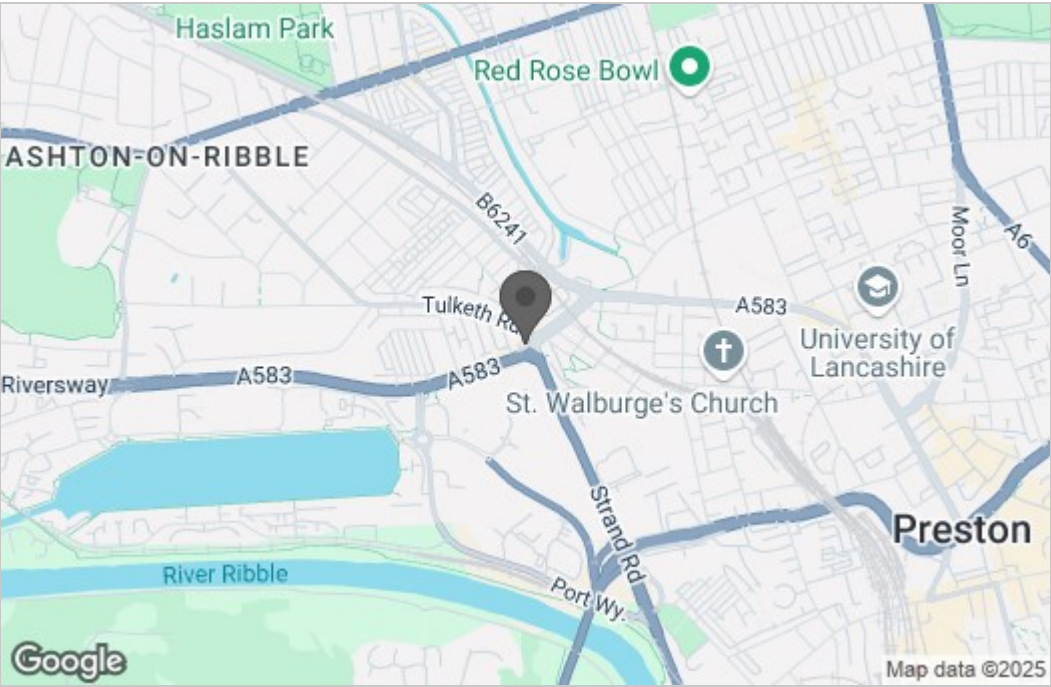 Haslam Park
Red Rose Bowl
ASHTON-ON-RIBBLE
B6241
Moor Ln
A6
Tulketh Rd
A583
University of
Lancashire
Riversway
A583
A583
St. Walburge's Church
Strand Rd
Preston
River Ribble
Port Wy.
Google
Map data ©2025